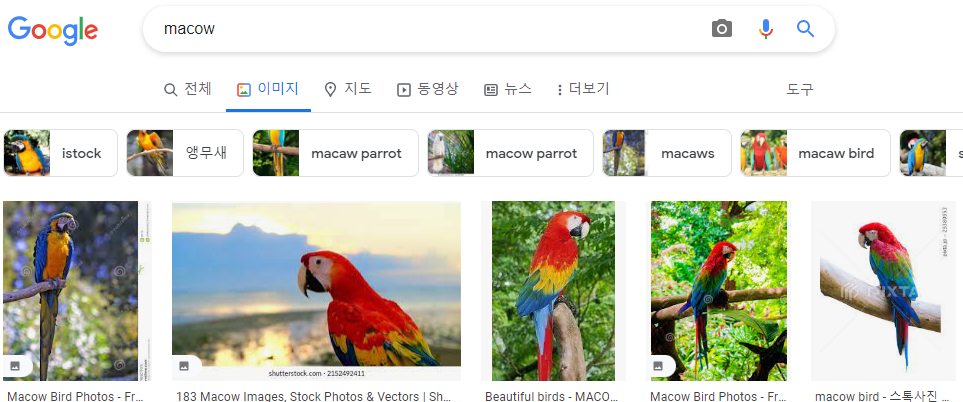 Google
macow
전체
이미지
지도
동영상
뉴스
더보기
도구
istock
앵무새
macaw parrot
macow parrot
macaws
macaw bird
s
shutterstock.com · 2152492411
Macow Bird Photos - Fr...
183 Macow Images, Stock Photos & Vectors | Sh...
Beautiful birds - MACO...
Macow Bird Photos - Fr...
macow bird - 스톡사진 ...